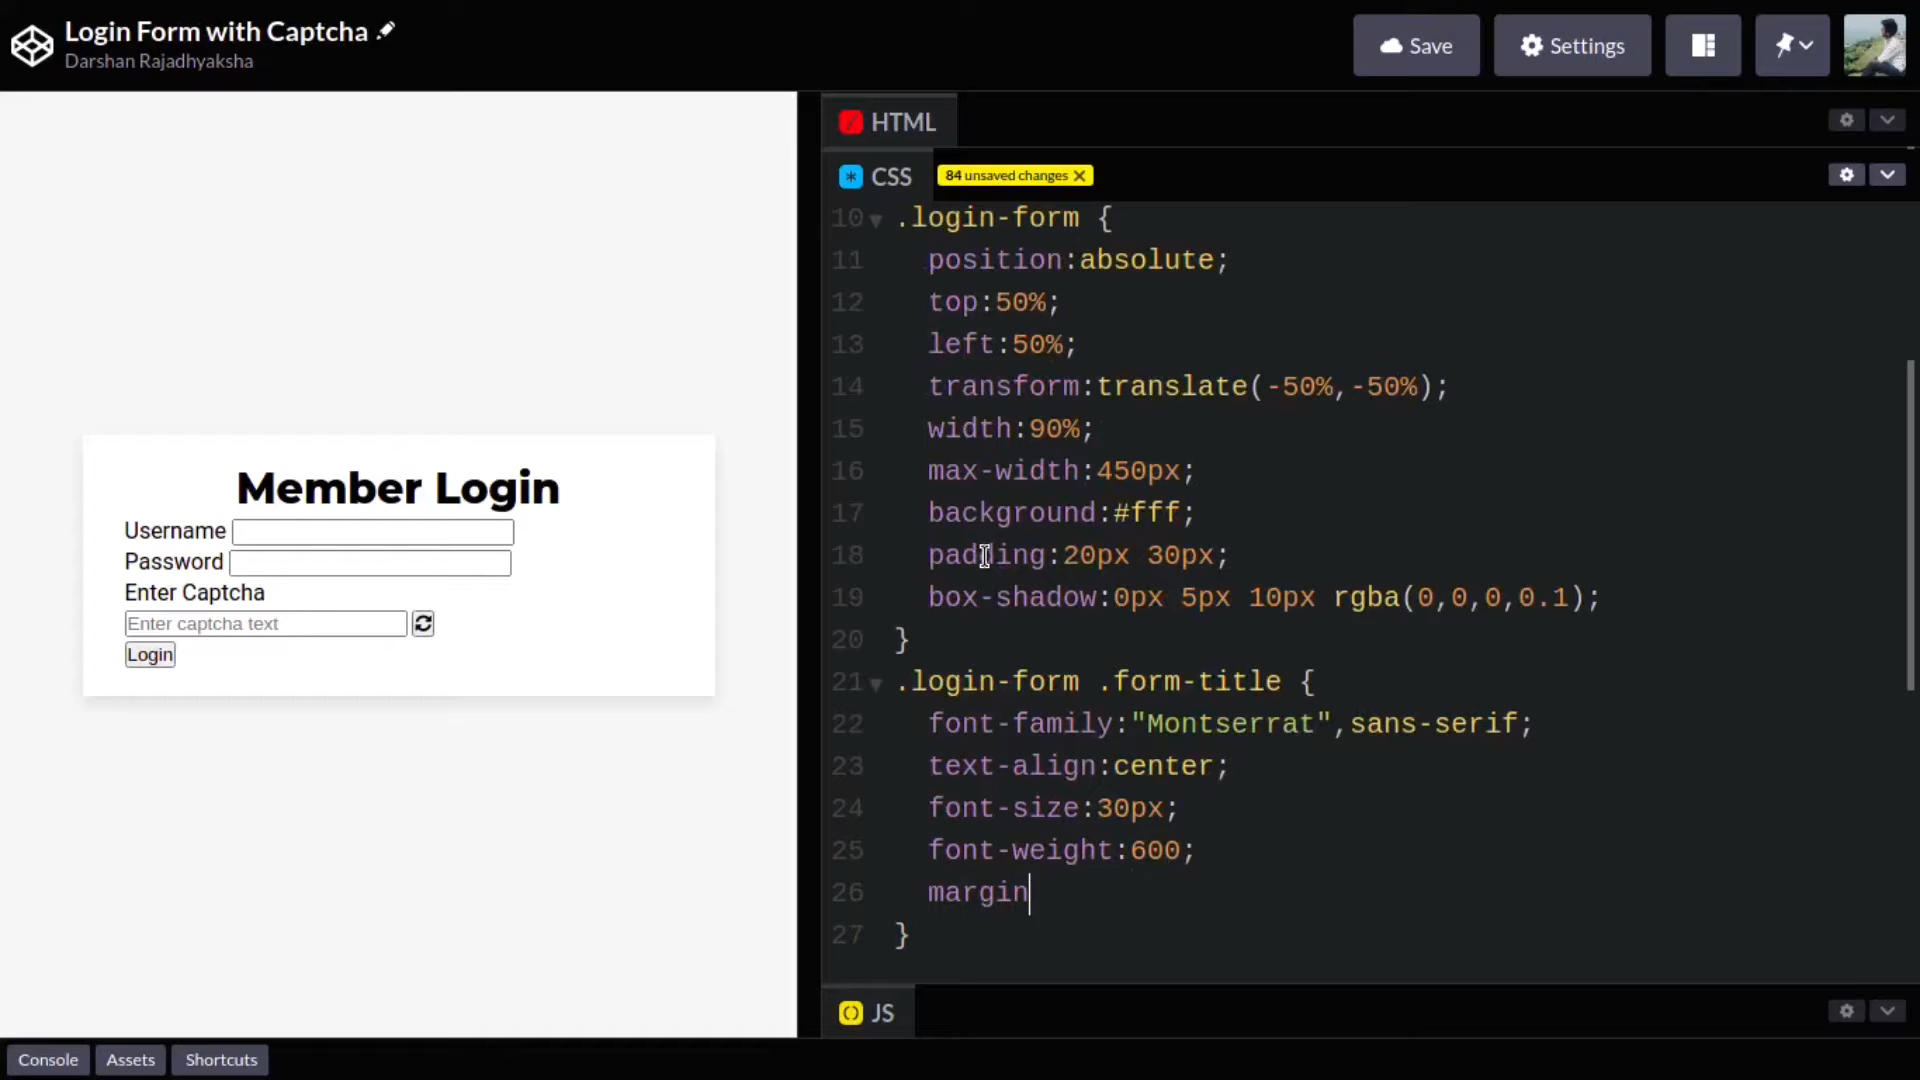 Login Form with Captcha
Darshan Rajadhyaksha
Save
Settings
Member Login
Username
Password
Enter Captcha
Enter captcha text
Login
HTML
CSS
84 unsaved changes
10 .login-form {
11 position:absolute;
12 top:50%;
13 left:50%;
14 transform:translate(-50%,-50%);
15 width:90%;
16 max-width:450px;
17 background:#fff;
18 padding:20px 30px;
19 box-shadow:0px 5px 10px rgba(0,0,0,0.1);
20 }
21 .login-form .form-title {
22 font-family:"Montserrat",sans-serif;
23 text-align:center;
24 font-size:30px;
25 font-weight:600;
26 margin
27 }
JS
Console
Assets
Shortcuts